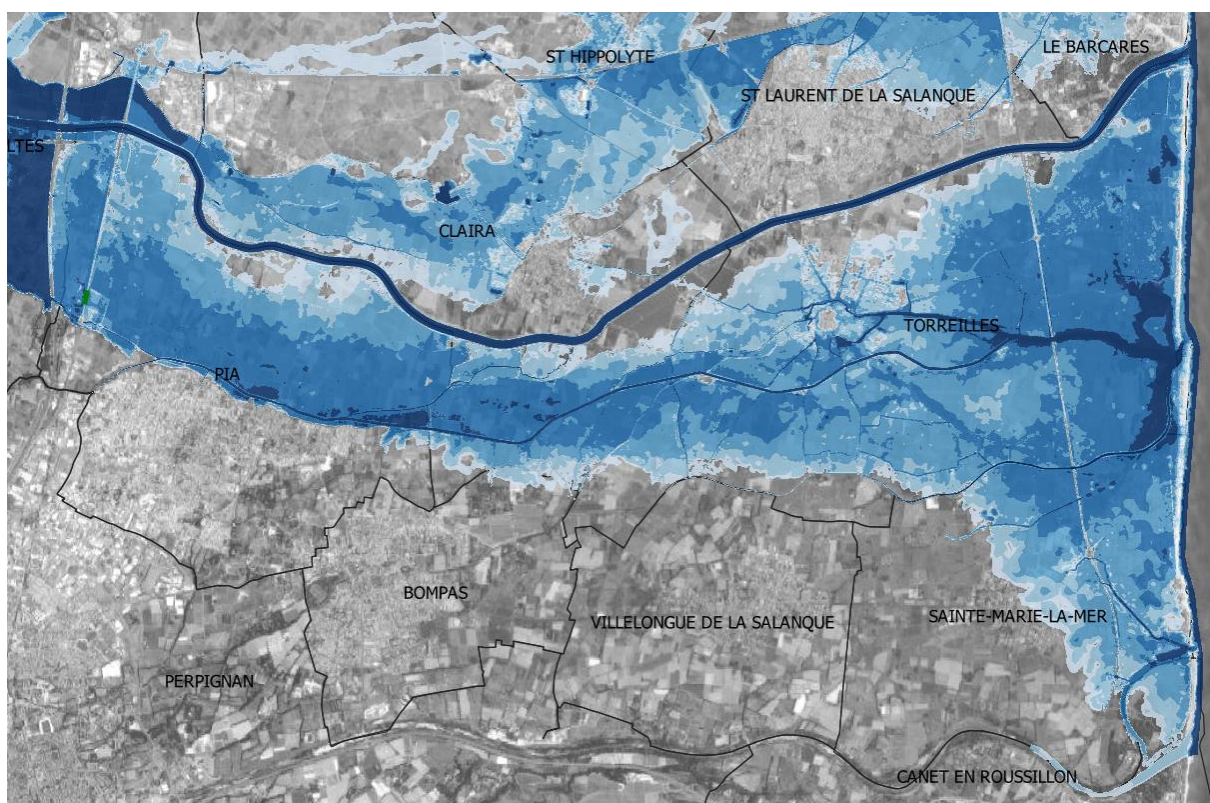 LE BARCARES
ST HIPPOLYTE
ST LAURENT DE LA SALANQUE
LTES
CLAIRA
TORREILLES
PIA
BOMPAS
SAINTE-MARIE-LA-MER
VILLELONGUE DE LA SALANQUE
PERPIGNAN
CANET EN ROUSSILLON